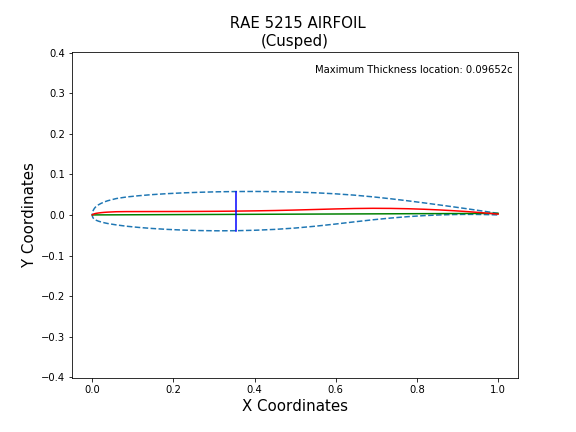 RAE 5215 AIRFOIL
(Cusped)
Maximum Thickness location: 0.09652c
Y Coordinates
0.4
0.3
0.2
0.1
0.0
−0.1
−0.2
−0.3
−0.4
0.0 0.2 0.4 0.6 0.8 1.0
X Coordinates